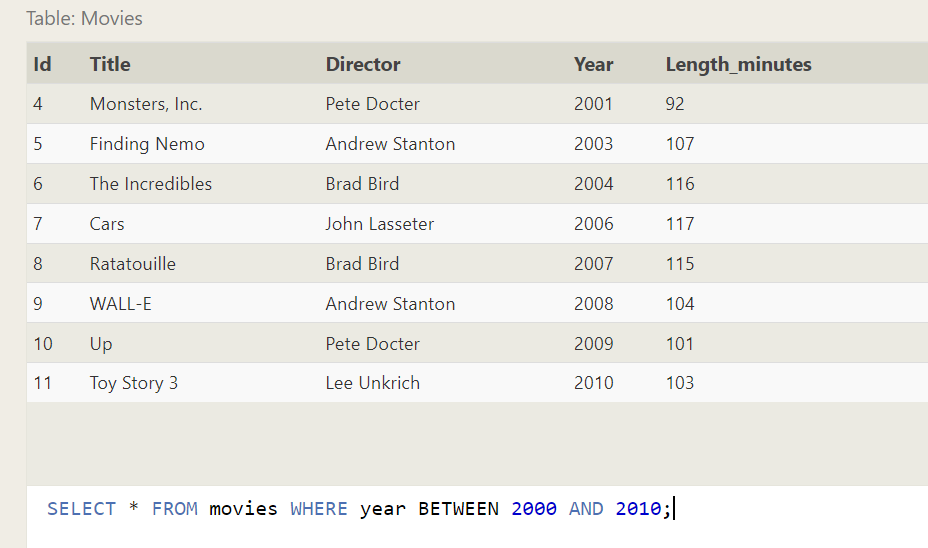 Table: Movies
Id Title Director Year Length_minutes
4 Monsters, Inc. Pete Docter 2001 92
5 Finding Nemo Andrew Stanton 2003 107
6 The Incredibles Brad Bird 2004 116
7 Cars John Lasseter 2006 117
8 Ratatouille Brad Bird 2007 115
9 WALL-E Andrew Stanton 2008 104
10 Up Pete Docter 2009 101
11 Toy Story 3 Lee Unkrich 2010 103
SELECT * FROM movies WHERE year BETWEEN 2000 AND 2010;